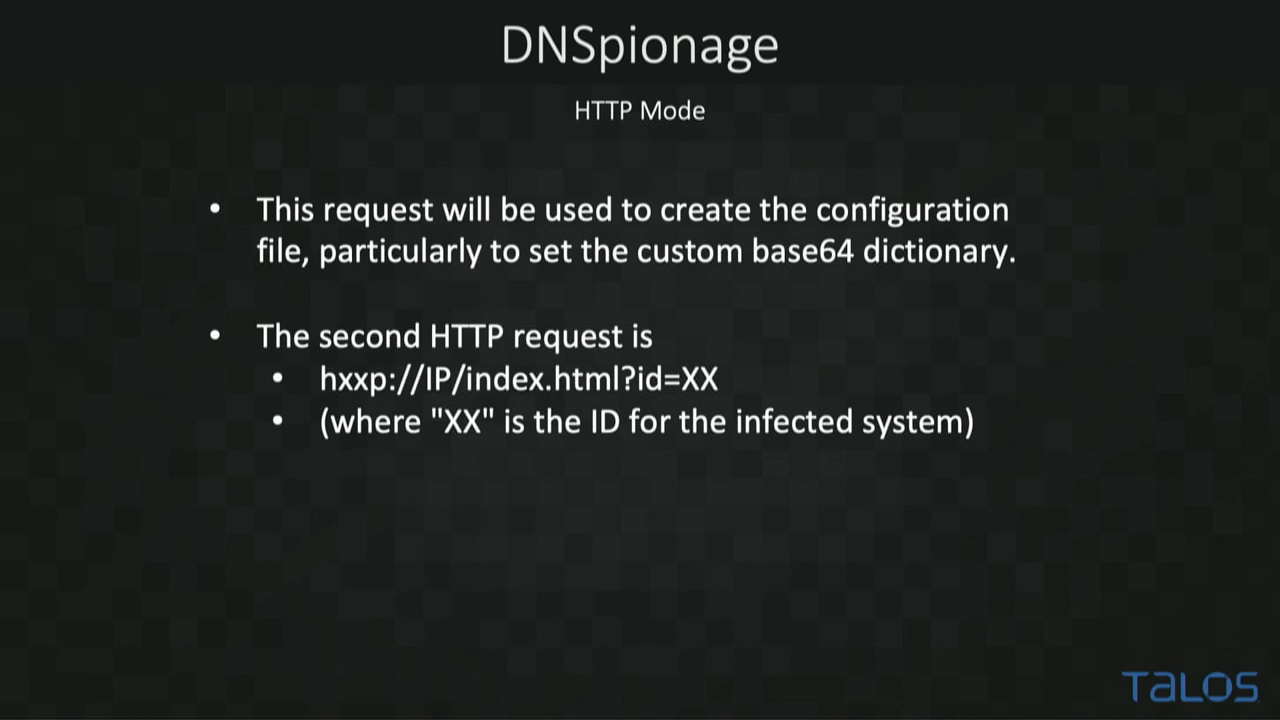 DNSpionage
HTTP Mode
• This request will be used to create the configuration
file, particularly to set the custom base64 dictionary.
• The second HTTP request is
• hxxp://IP/index.html?id=XX
• (where "XX" is the ID for the infected system)
TALOS